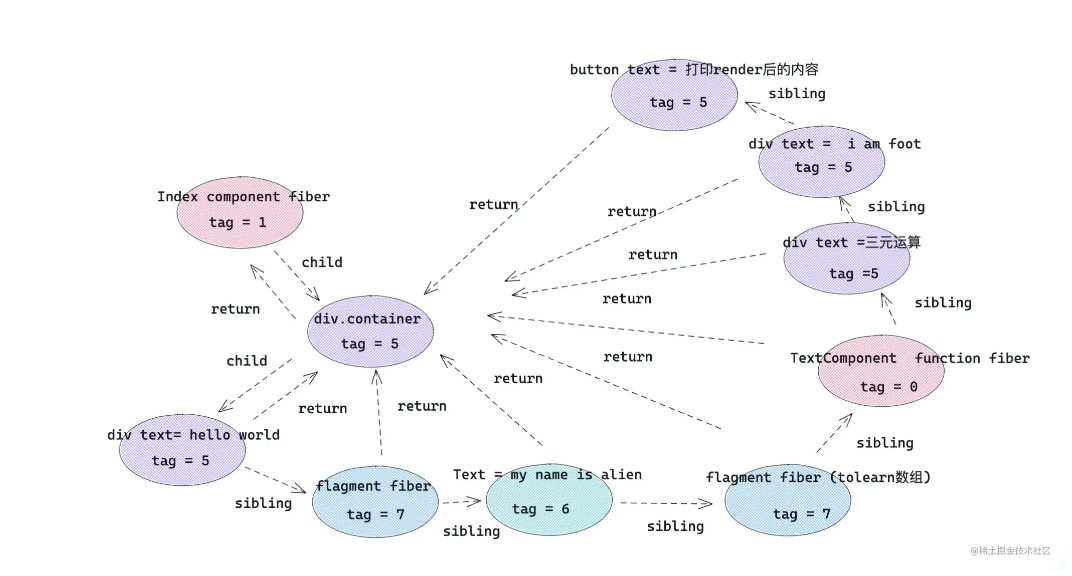 button text = 打印render后的内容
tag = 5
sibling
div text =  i am foot
tag = 5
Index component fiber
tag = 1
return
return
sibling
div text =三元运算
tag =5
child
return
return
return
sibling
div.container
tag = 5
child
return
return
return
return
TextComponent  function fiber
tag = 0
div text= hello world
tag = 5
sibling
flagment fiber
tag = 7
sibling
Text = my name is alien
tag = 6
sibling
flagment fiber (tolearn数组)
tag = 7
sibling
@稀土掘金技术社区